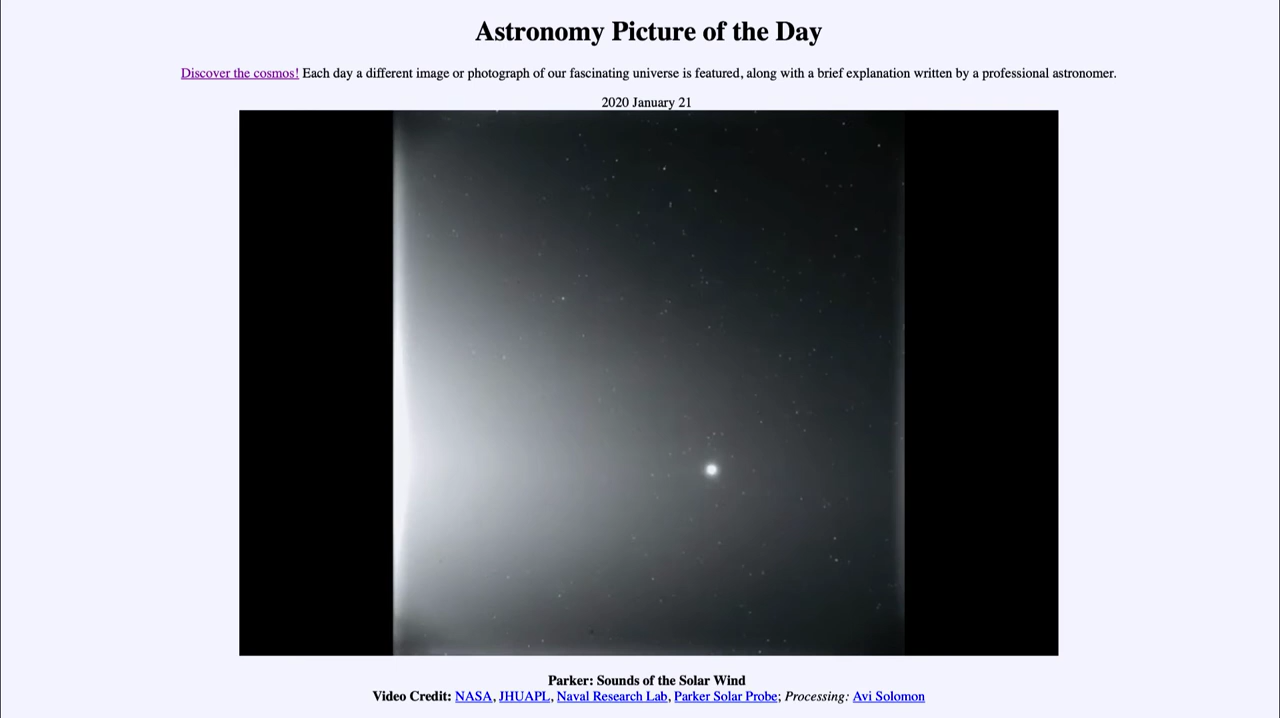 Astronomy Picture of the Day
Discover the cosmos! Each day a different image or photograph of our fascinating universe is featured, along with a brief explanation written by a professional astronomer.
2020 January 21
Parker: Sounds of the Solar Wind
Video Credit: NASA, JHUAPL, Naval Research Lab, Parker Solar Probe; Processing: Avi Solomon